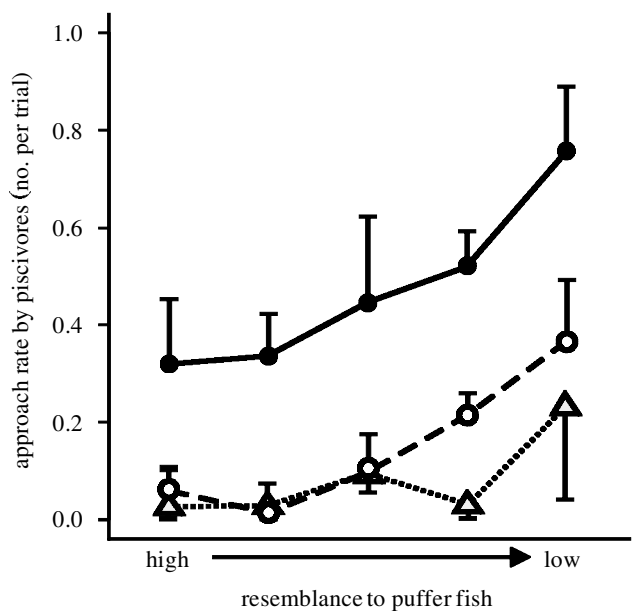 approach rate by piscivores (no. per trial)
1.0
0.8
0.6
0.4
0.2
0.0
high
low
resemblance to puffer fish